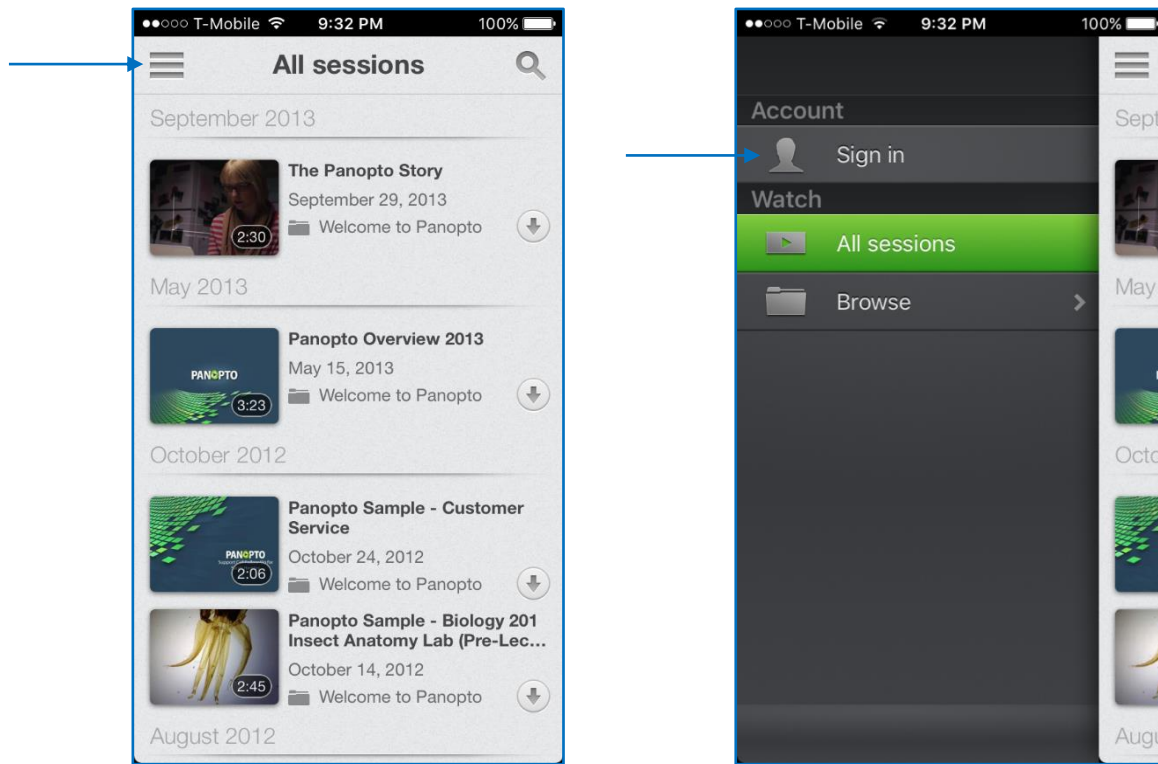 T-Mobile 9:32 PM 100%
All sessions
September 2013
The Panopto Story
September 29, 2013
2:30
Welcome to Panopto
May 2013
Panopto Overview 2013
May 15, 2013
PANOPTO
3:23
Welcome to Panopto
October 2012
Panopto Sample - Customer
Service
October 24, 2012
PANOPTO
2:06
Welcome to Panopto
Panopto Sample - Biology 201
Insect Anatomy Lab (Pre-Lec...
October 14, 2012
2:45
Welcome to Panopto
August 2012
T-Mobile 9:32 PM 100%
Account
Sign in
Watch
All sessions
Browse
Sept
May
Octo
Augu